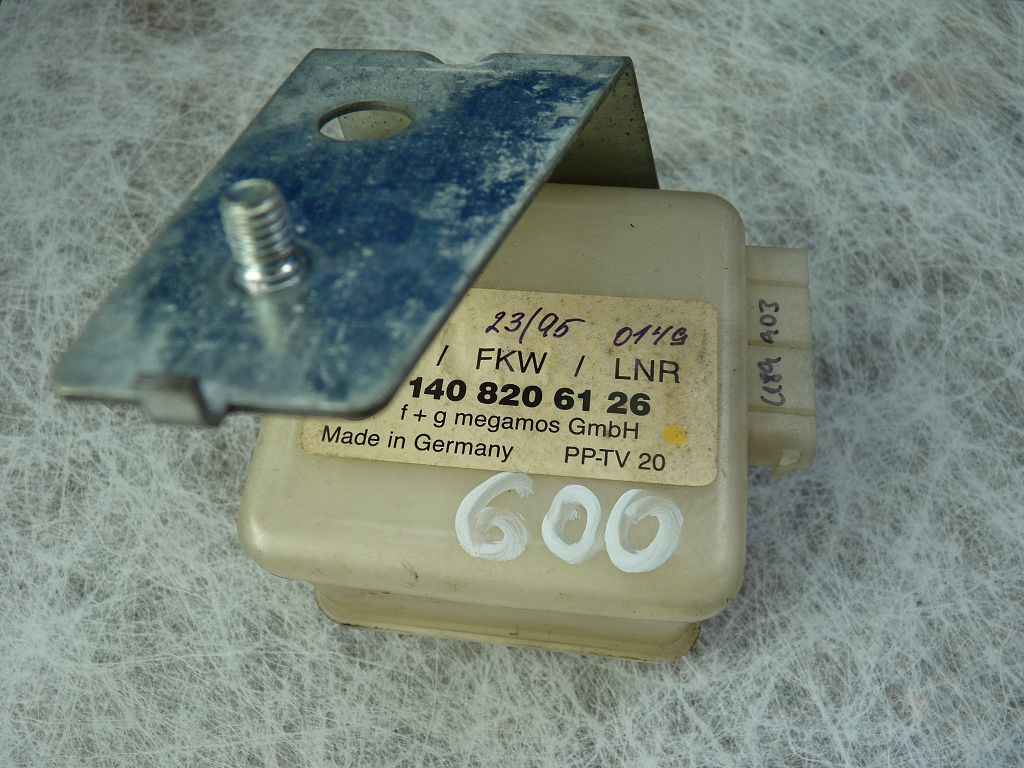 23/95 0149
/ FKW / LNR
140 820 61 26
f + g megamos GmbH
Made in Germany PP-TV 20
600